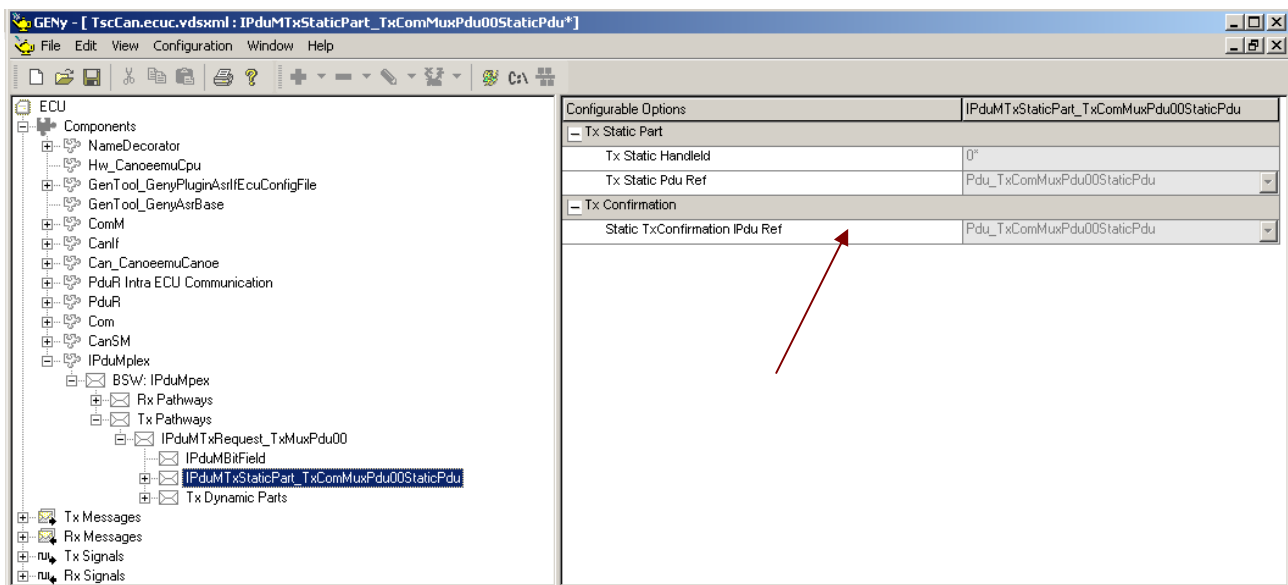 GENy - [ TscCan.ecuc.vdsxml : IPduMTxStaticPart_TxComMuxPdu00StaticPdu*]
File Edit View Configuration Window Help
C:\
ECU
Components
NameDecorator
Hw_CanoeemuCpu
GenTool_GenyPluginAsrIfEcuConfigFile
GenTool_GenyAsrBase
ComM
CanIf
Can_CanoeemuCanoe
PduR Intra ECU Communication
PduR
Com
CanSM
IPduMplex
BSW: IPduMpex
Rx Pathways
Tx Pathways
IPduMTxRequest_TxMuxPdu00
IPduMBitField
IPduMTxStaticPart_TxComMuxPdu00StaticPdu
Tx Dynamic Parts
Tx Messages
Rx Messages
Tx Signals
Rx Signals
Configurable Options IPduMTxStaticPart_TxComMuxPdu00StaticPdu
Tx Static Part
Tx Static HandleId 0*
Tx Static Pdu Ref Pdu_TxComMuxPdu00StaticPdu
Tx Confirmation
Static TxConfirmation IPdu Ref Pdu_TxComMuxPdu00StaticPdu